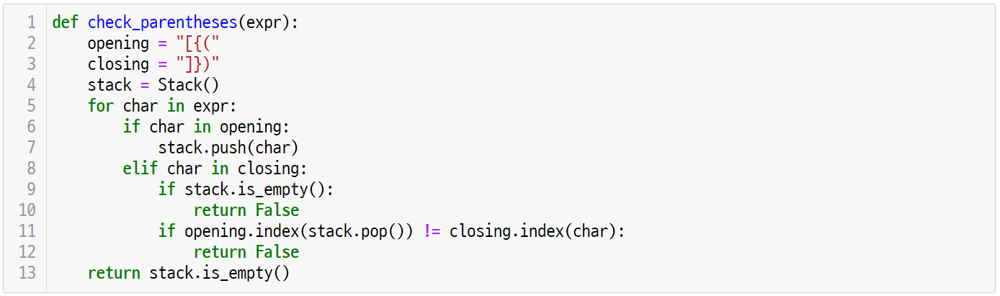 1 def check_parentheses(expr):
2     opening = "[{("
3     closing = "]})"
4     stack = Stack()
5     for char in expr:
6         if char in opening:
7             stack.push(char)
8         elif char in closing:
9             if stack.is_empty():
10                 return False
11             if opening.index(stack.pop()) != closing.index(char):
12                 return False
13     return stack.is_empty()